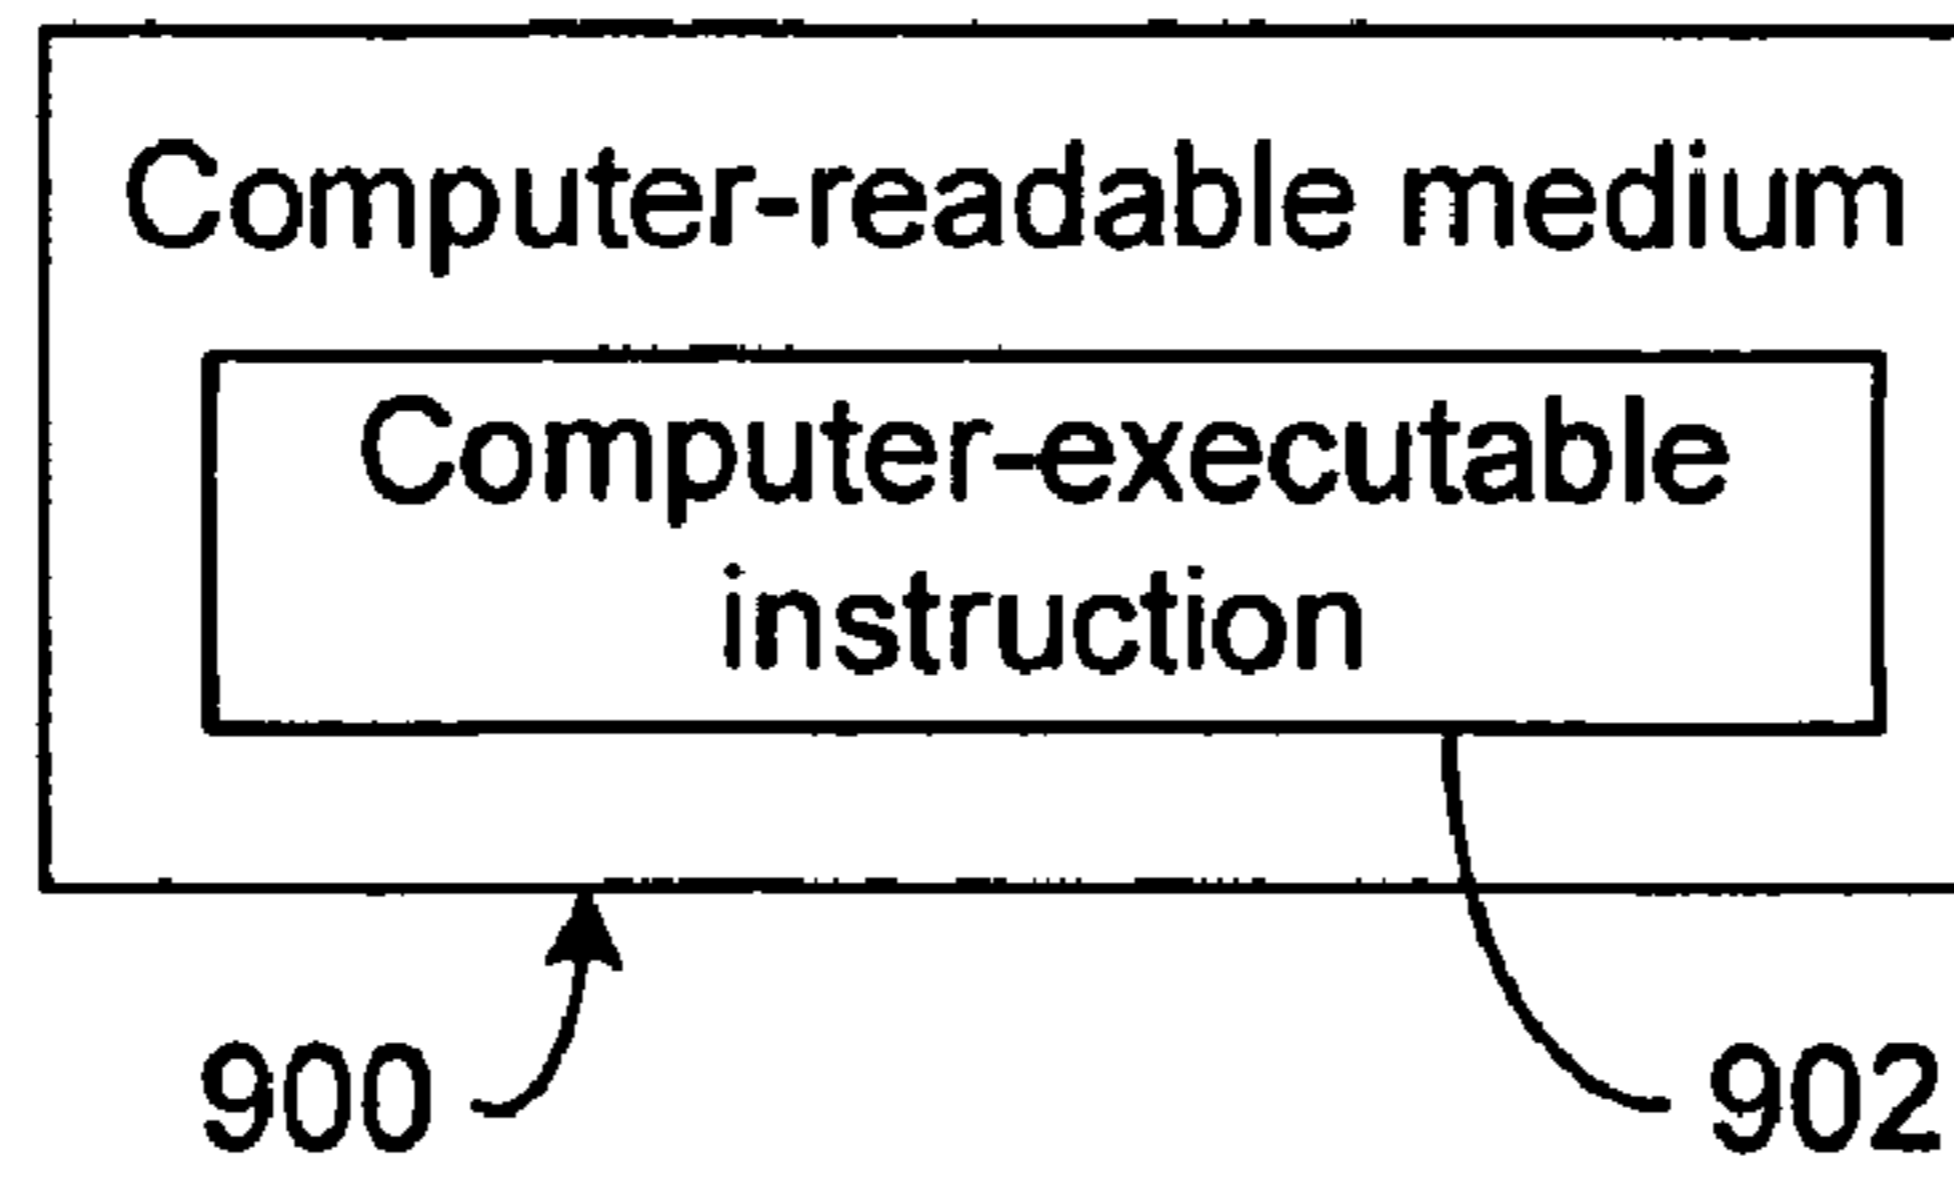 Computer-readable medium
Computer-executable
instruction
900
902